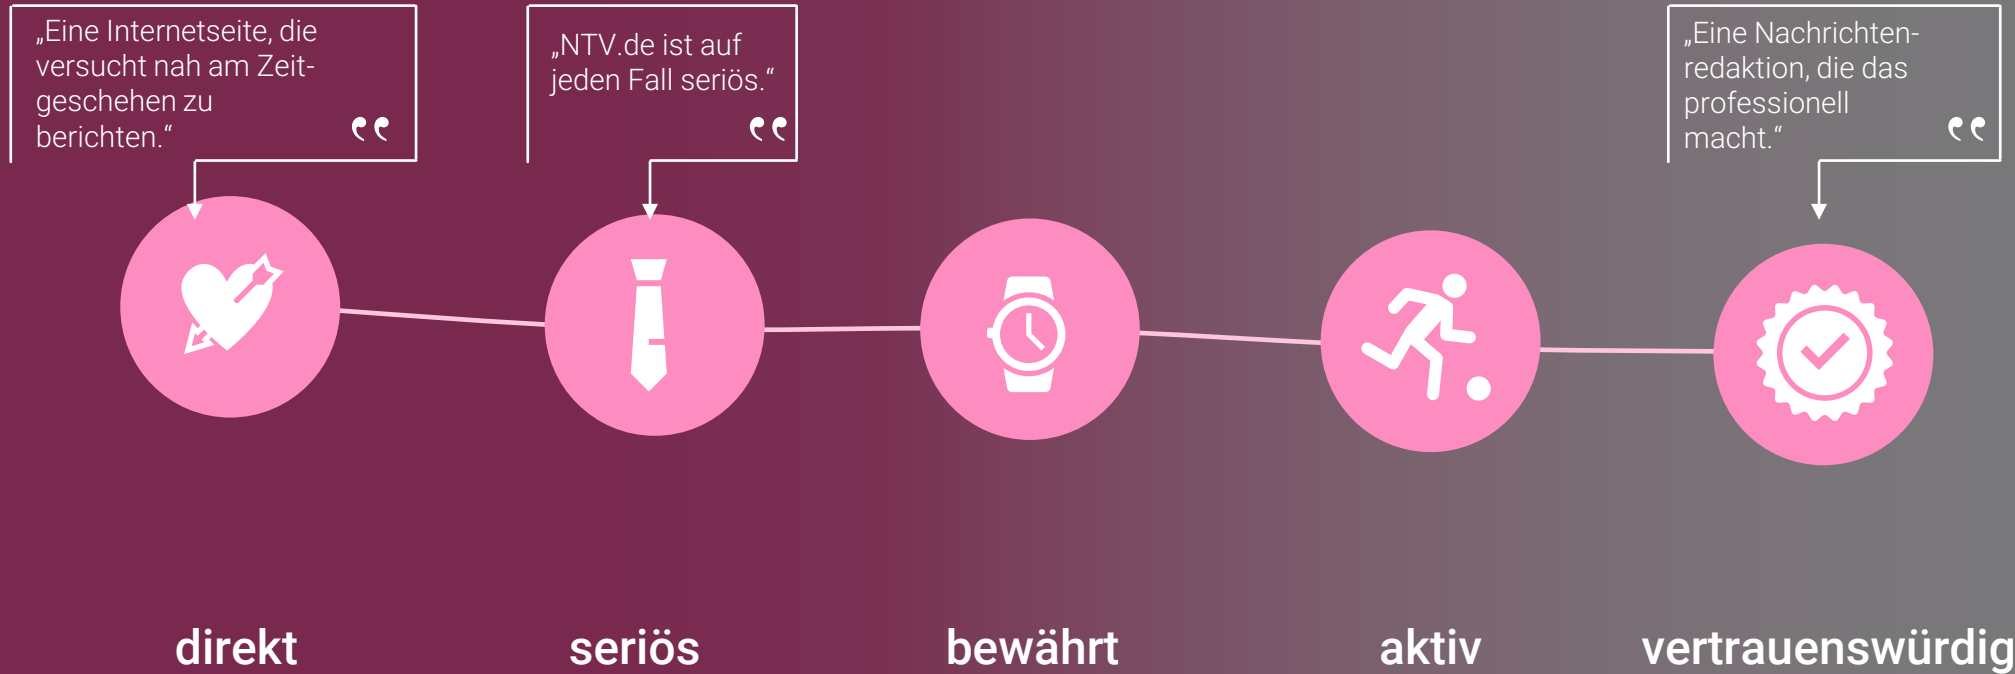 „Eine Internetseite, die
versucht nah am Zeit-
geschehen zu
berichten.“
„NTV.de ist auf
jeden Fall seriös.“
„Eine Nachrichten-
redaktion, die das
professionell
macht.“
direkt
seriös
bewährt
aktiv
vertrauenswürdig